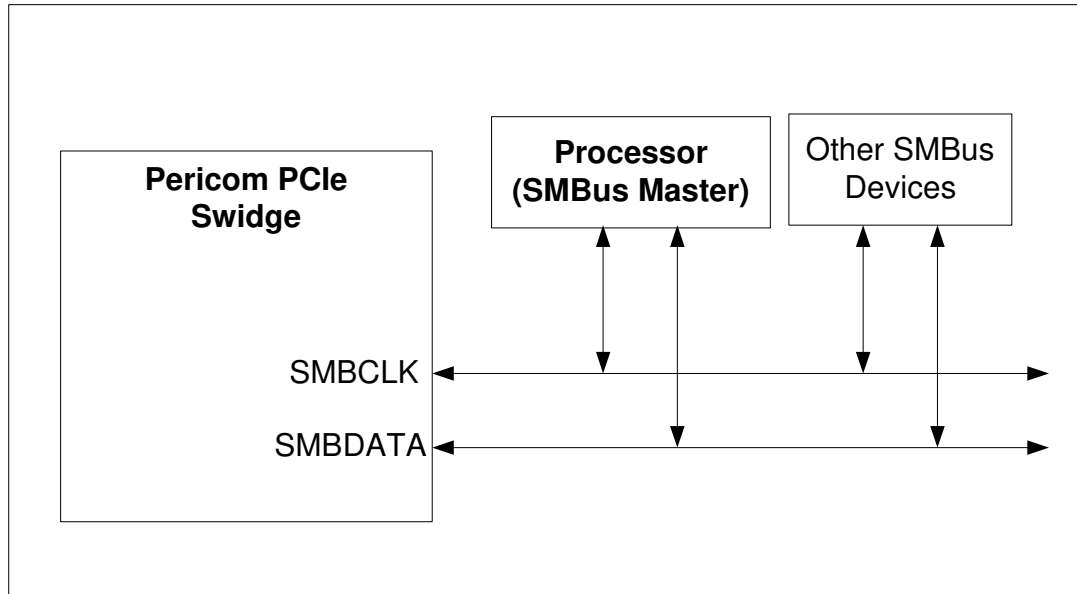 Pericom PCIe
Swidge
Processor
(SMBus Master)
Other SMBus
Devices
SMBCLK
SMBDATA